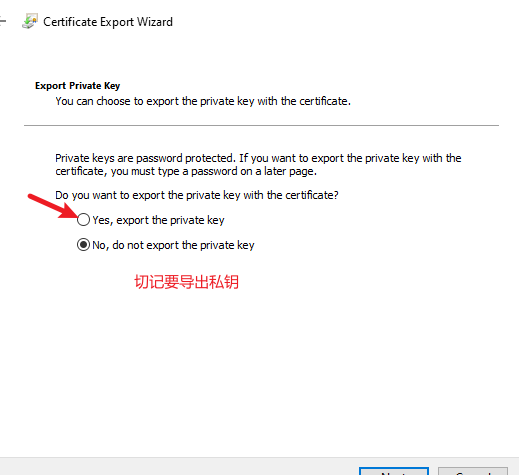 Certificate Export Wizard
Export Private Key
You can choose to export the private key with the certificate.
Private keys are password protected. If you want to export the private key with the
certificate, you must type a password on a later page.
Do you want to export the private key with the certificate?
Yes, export the private key
No, do not export the private key
切记要导出私钥